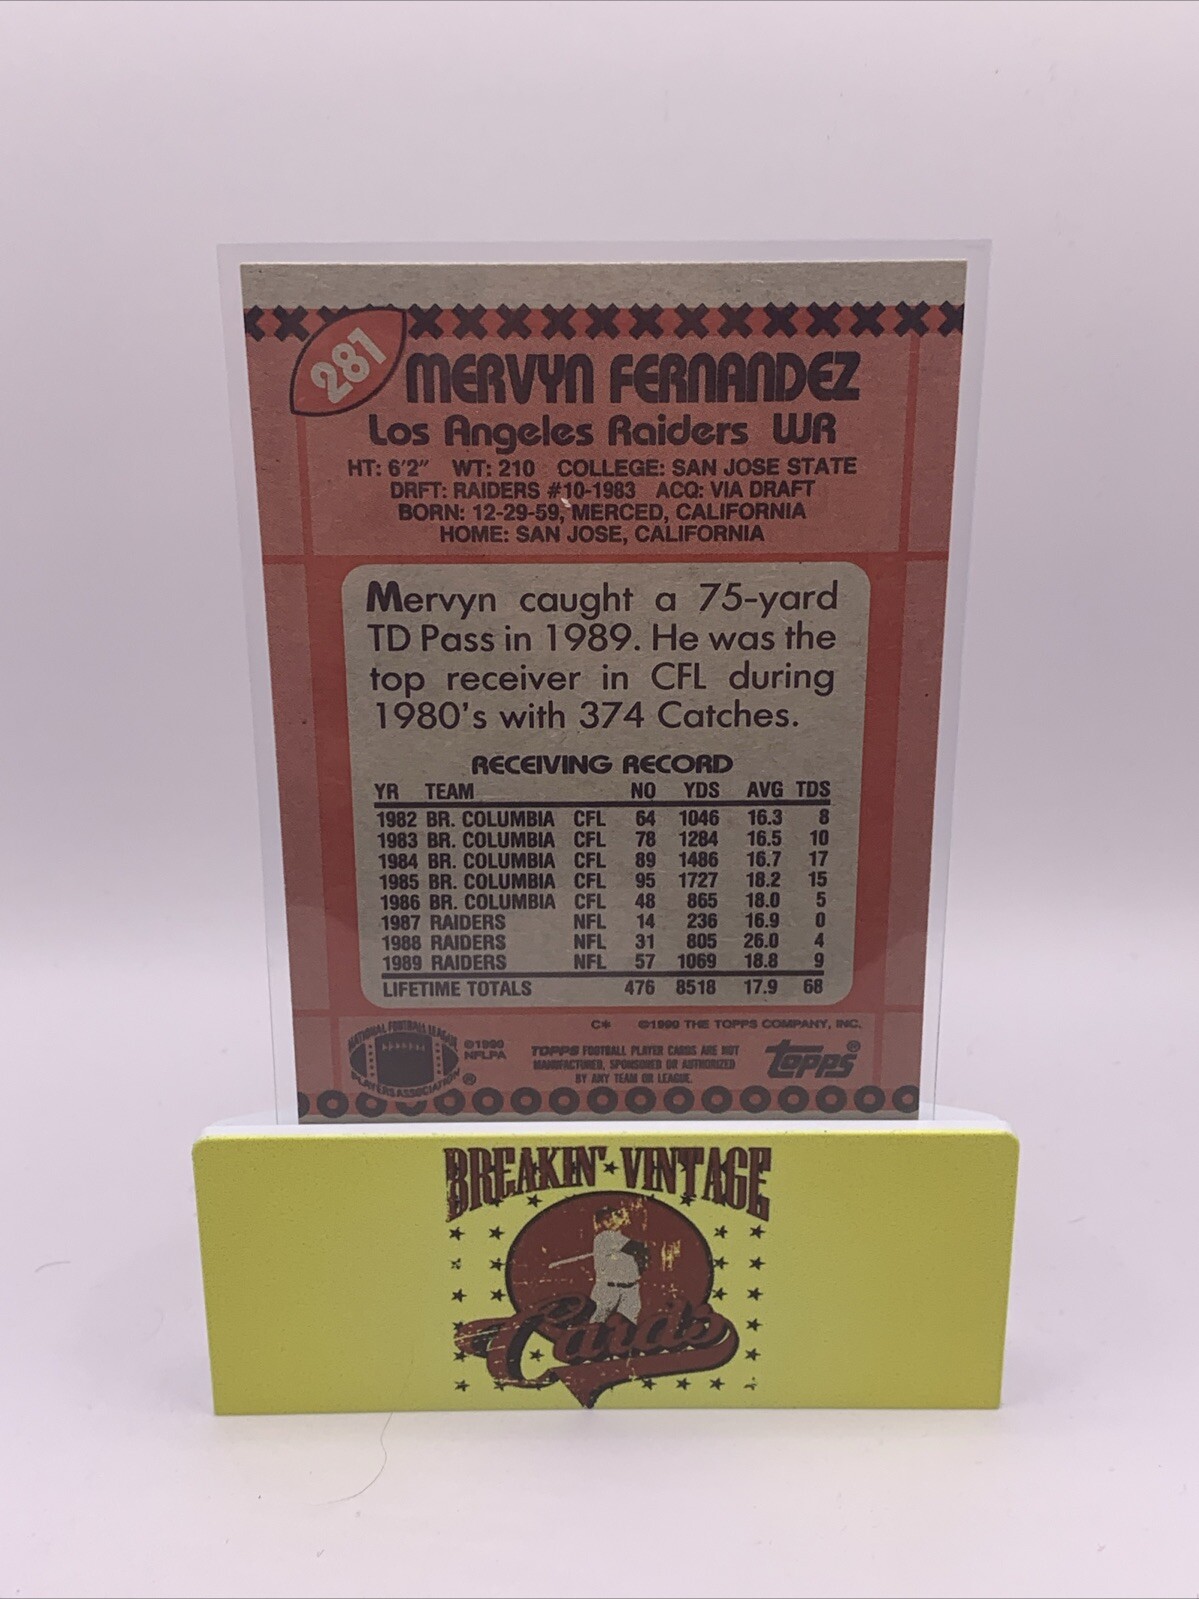 281
MERVYN FERNANDEZ
Los Angeles Raiders WR
HT: 6'2" WT: 210 COLLEGE: SAN JOSE STATE
DRFT: RAIDERS #10-1983 ACQ: VIA DRAFT
BORN: 12-29-59, MERCED, CALIFORNIA
HOME: SAN JOSE, CALIFORNIA
Mervyn caught a 75-yard
TD Pass in 1989. He was the
top receiver in CFL during
1980's with 374 Catches.
RECEIVING RECORD
YR TEAM NO YDS AVG TDS
1982 BR. COLUMBIA CFL 64 1046 16.3 8
1983 BR. COLUMBIA CFL 78 1284 16.5 10
1984 BR. COLUMBIA CFL 89 1486 16.7 17
1985 BR. COLUMBIA CFL 95 1727 18.2 15
1986 BR. COLUMBIA CFL 48 865 18.0 5
1987 RAIDERS NFL 14 236 16.9 0
1988 RAIDERS NFL 31 805 26.0 4
1989 RAIDERS NFL 57 1069 18.8 9
LIFETIME TOTALS 476 8518 17.9 68
C* ©1990 THE TOPPS COMPANY, INC.
NATIONAL FOOTBALL LEAGUE
PLAYERS ASSOCIATION ®
©1990
NFLPA
TOPPS FOOTBALL PLAYER CARDS ARE NOT
MANUFACTURED, SPONSORED OR AUTHORIZED
BY ANY TEAM OR LEAGUE.
topps®
BREAKIN' VINTAGE
Cards